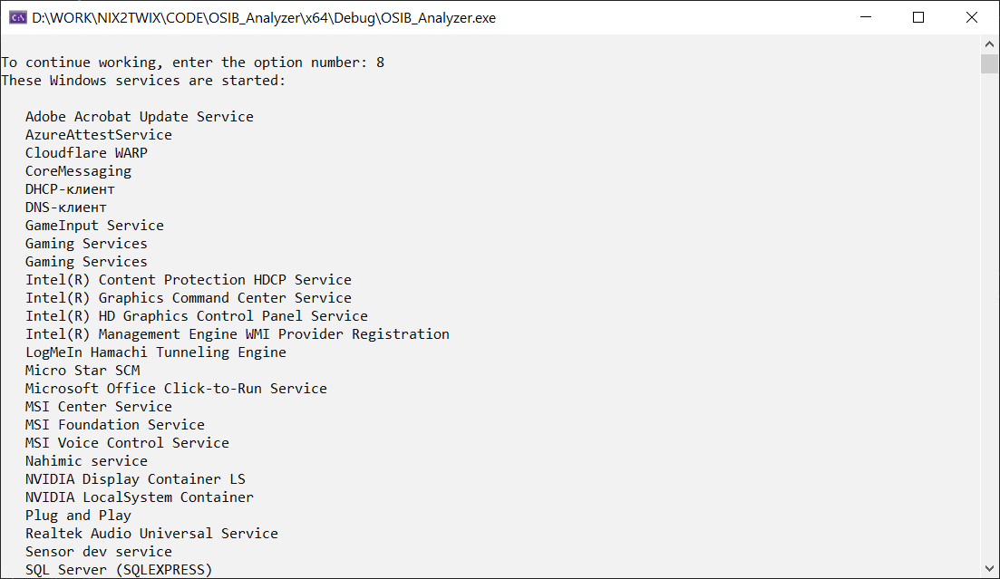 D:\WORK\NIX2TWIX\CODE\OSIB_Analyzer\x64\Debug\OSIB_Analyzer.exe
To continue working, enter the option number: 8
These Windows services are started:
Adobe Acrobat Update Service
AzureAttestService
Cloudflare WARP
CoreMessaging
DHCP-клиент
DNS-клиент
GameInput Service
Gaming Services
Gaming Services
Intel(R) Content Protection HDCP Service
Intel(R) Graphics Command Center Service
Intel(R) HD Graphics Control Panel Service
Intel(R) Management Engine WMI Provider Registration
LogMeIn Hamachi Tunneling Engine
Micro Star SCM
Microsoft Office Click-to-Run Service
MSI Center Service
MSI Foundation Service
MSI Voice Control Service
Nahimic service
NVIDIA Display Container LS
NVIDIA LocalSystem Container
Plug and Play
Realtek Audio Universal Service
Sensor dev service
SQL Server (SQLEXPRESS)